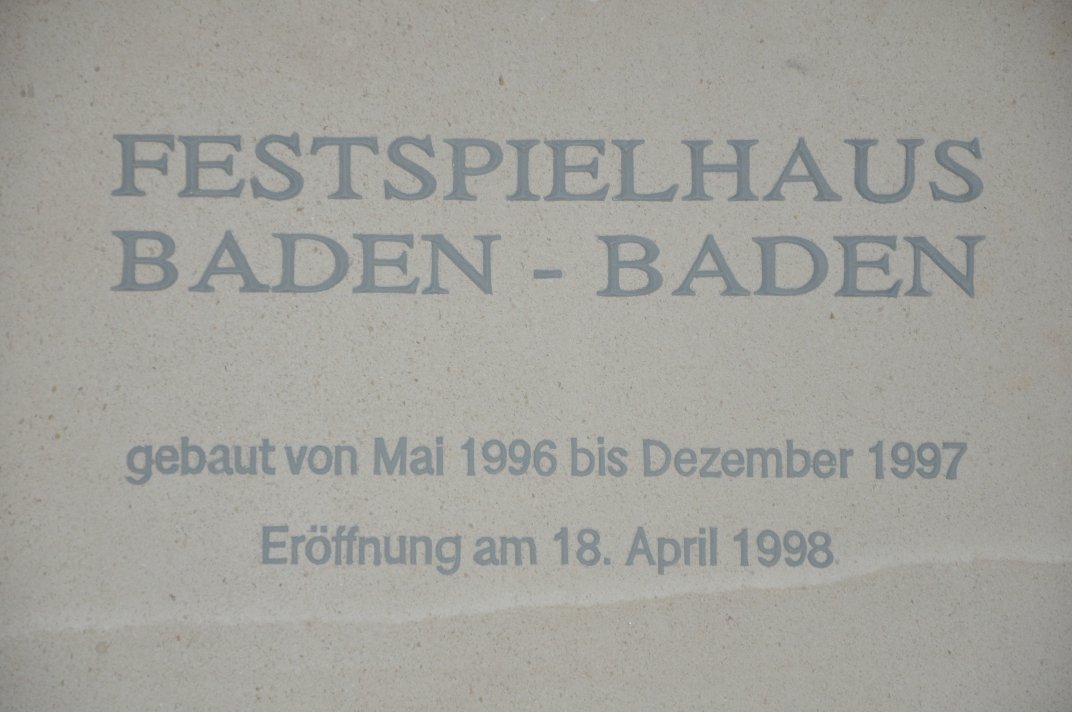 FESTSPIELHAUS
BADEN - BADEN
gebaut von Mai 1996 bis Dezember 1997
Eröffnung am 18. April 1998